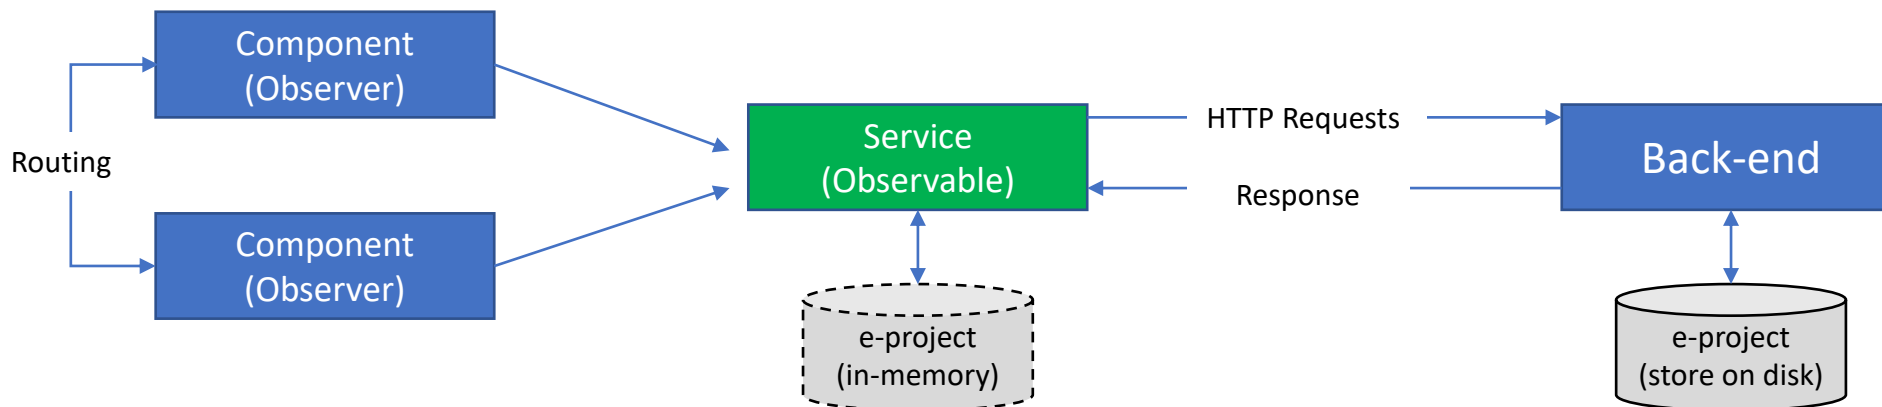 Component
(Observer)
Routing
Component
(Observer)
Service
(Observable)
HTTP Requests
Response
Back-end
e-project
(in-memory)
e-project
(store on disk)